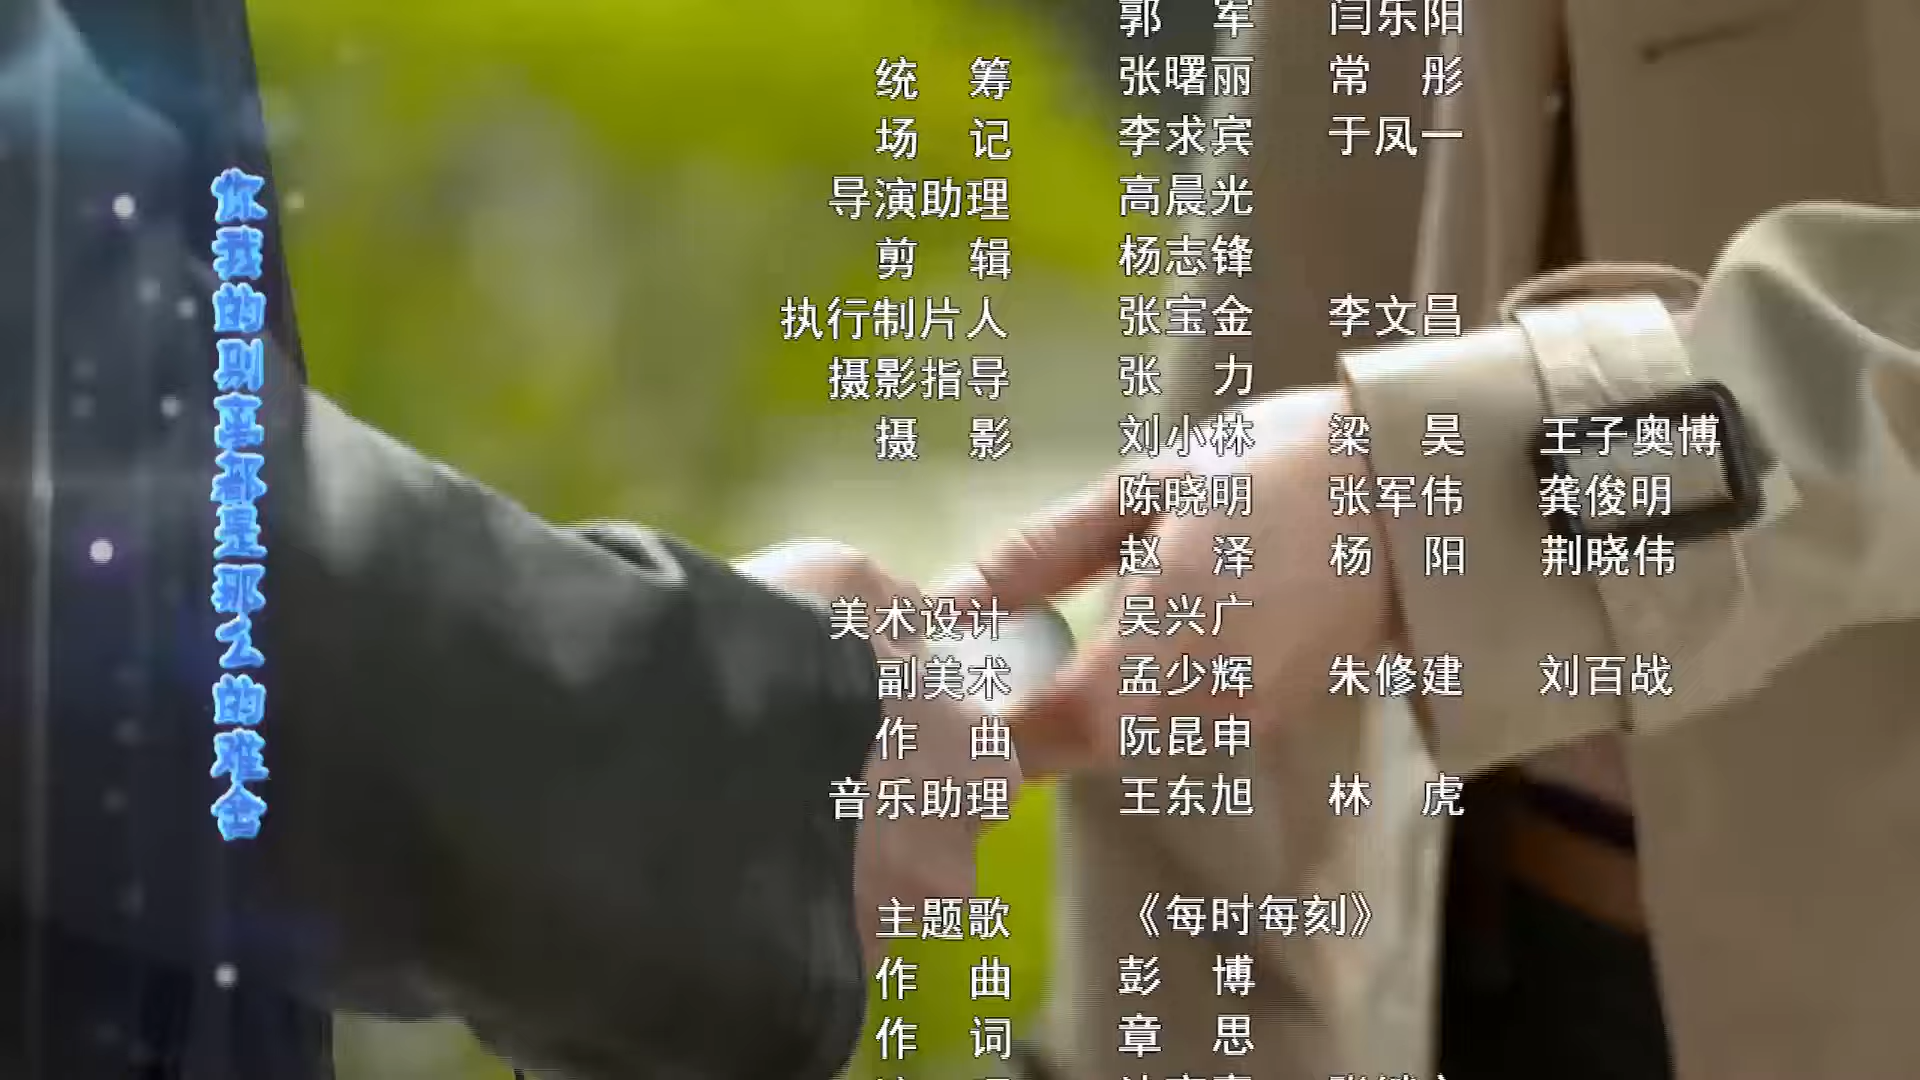 你我的别离都是那么的难舍
郭 军 闫乐阳
统 筹 张曙丽 常 彤
场 记 李求宾 于凤一
导演助理 高晨光
剪 辑 杨志锋
执行制片人 张宝金 李文昌
摄影指导 张 力
摄 影 刘小林 梁 昊 王子奥博
陈晓明 张军伟 龚俊明
赵 泽 杨 阳 荆晓伟
美术设计 吴兴广
副美术 孟少辉 朱修建 刘百战
作 曲 阮昆申
音乐助理 王东旭 林 虎
主题歌 《每时每刻》
作 曲 彭 博
作 词 章 思